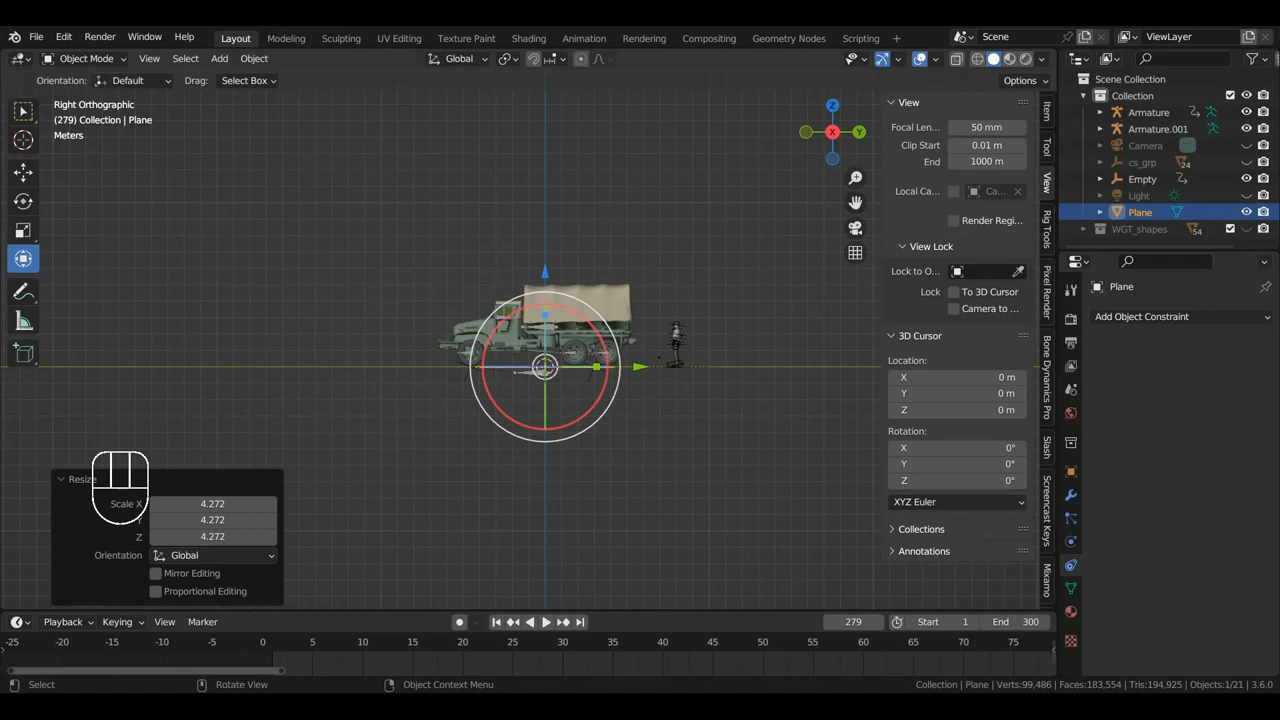 File Edit Render Window Help Layout Modeling Sculpting UV Editing Texture Paint Shading Animation Rendering Compositing Geometry Nodes Scripting + Scene ViewLayer
Object Mode View Select Add Object Global Options
Orientation: Default Drag: Select Box
Right Orthographic
(279) Collection | Plane
Meters
Z
X
Y
View
Focal Len... 50 mm
Clip Start 0.01 m
End 1000 m
Local Ca... Ca...
Render Regi...
View Lock
Lock to O...
Lock To 3D Cursor
Camera to ...
3D Cursor
Location:
X 0 m
Y 0 m
Z 0 m
Rotation:
X 0°
Y 0°
Z 0°
XYZ Euler
Collections
Annotations
Item
Tool
View
Rig Tools
Pixel Render
Bone Dynamics Pro
Slash
Screencast Keys
Mixamo
Scene Collection
Collection
Armature
Armature.001
Camera
cs_grp 24
Empty
Light
Plane
WGT_shapes 54
Plane
Add Object Constraint
Resize
Scale X 4.272
Y 4.272
Z 4.272
Orientation Global
Mirror Editing
Proportional Editing
Playback Keying View Marker 279 Start 1 End 300
-25 -20 -15 -10 -5 0 5 10 15 20 25 30 35 40 45 50 55 60 65 70 75
Select Rotate View Object Context Menu Collection | Plane | Verts:99,486 | Faces:183,554 | Tris:194,925 | Objects:1/21 | 3.6.0